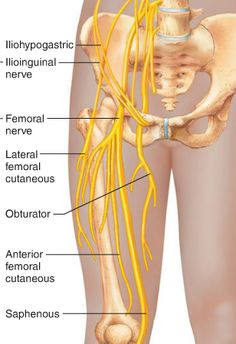 Iliohypogastric
Ilioinguinal
nerve
Femoral
nerve
Lateral
femoral
cutaneous
Obturator
Anterior
femoral
cutaneous
Saphenous